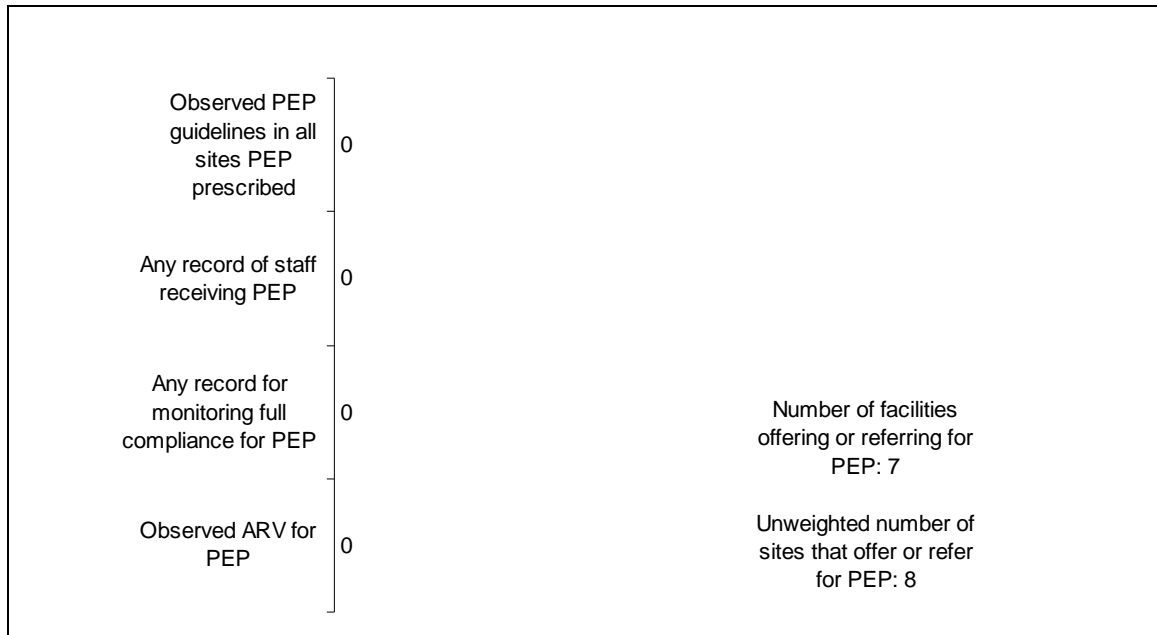 Observed PEP
guidelines in all
sites PEP
prescribed
0
Any record of staff
receiving PEP
0
Any record for
monitoring full
compliance for PEP
0
Observed ARV for
PEP
0
Number of facilities
offering or referring for
PEP: 7
Unweighted number of
sites that offer or refer
for PEP: 8